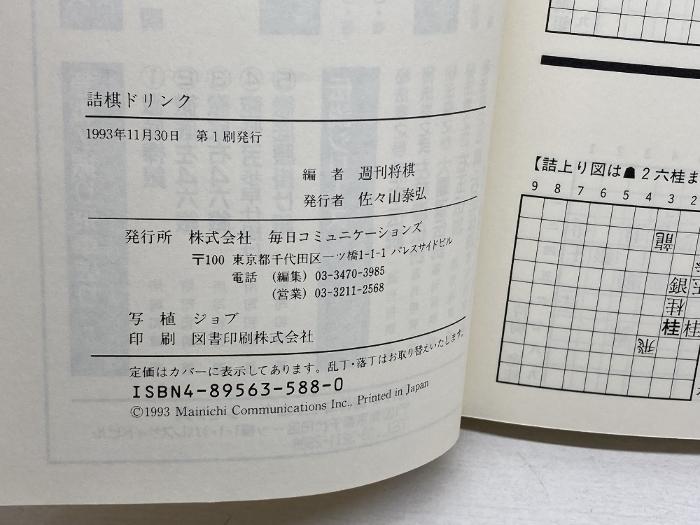 詰棋ドリンク
1993年11月30日 第1刷発行
編 者 週刊将棋
発行者 佐々山泰弘
発行所 株式会社 毎日コミュニケーションズ
〒100 東京都千代田区一ツ橋1-1-1 パレスサイドビル
電話 (編集) 03-3470-3985
(営業) 03-3211-2568
写 植 ジョブ
印 刷 図書印刷株式会社
定価はカバーに表示してあります。乱丁・落丁はお取り替えいたします。
ISBN4-89563-588-0
©1993 Mainichi Communications Inc., Printed in Japan
【詰上り図は☗2六桂ま
9 8 7 6 5 4 3 2
龍
桂
桂 桂
飛